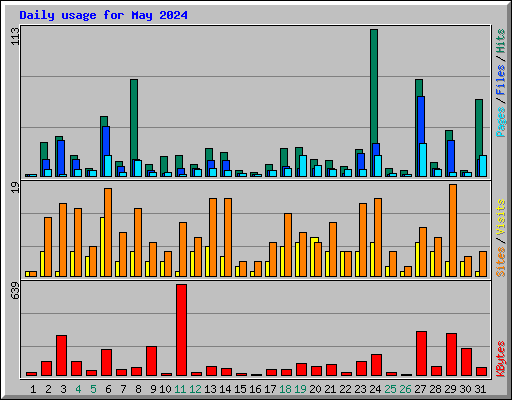 Daily usage for May 2024
113
Pages / Files / Hits
19
Sites / Visits
639
KBytes
1 2 3 4 5 6 7 8 9 10 11 12 13 14 15 16 17 18 19 20 21 22 23 24 25 26 27 28 29 30 31